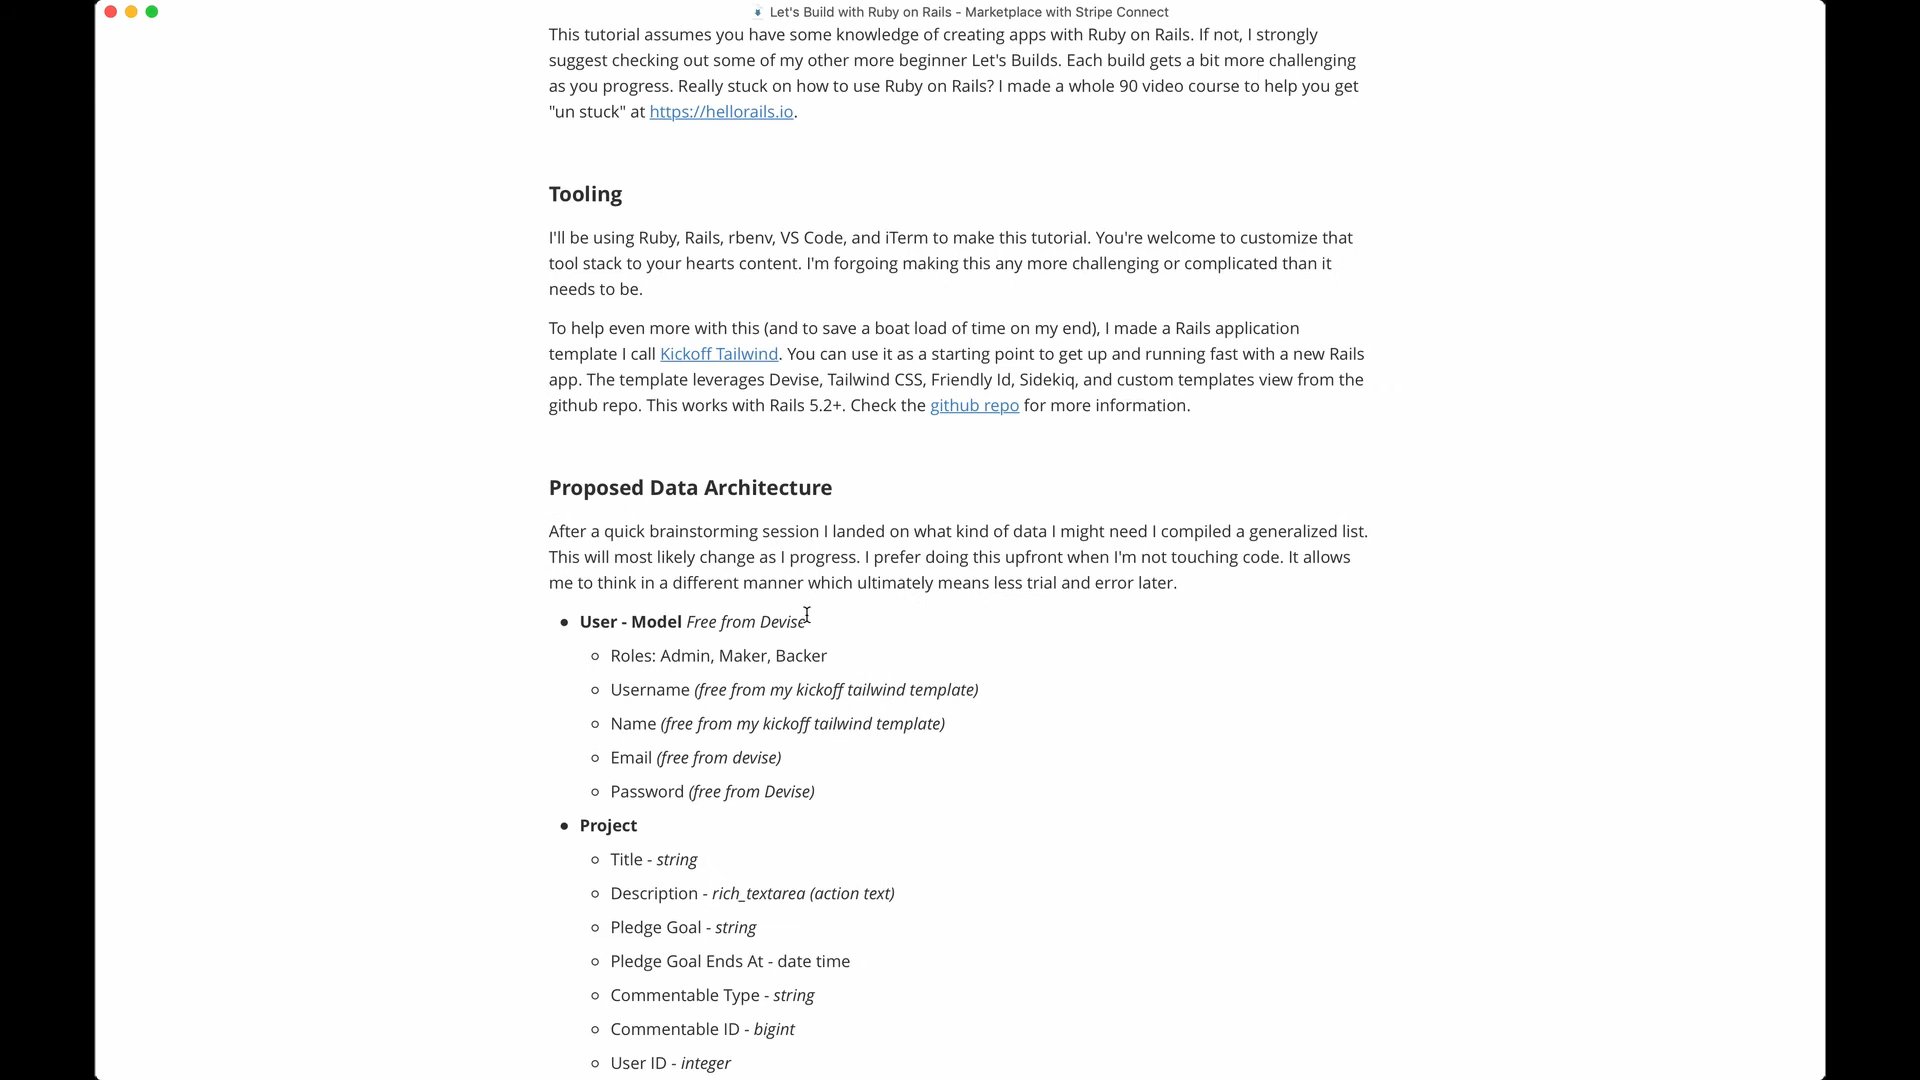 Let's Build with Ruby on Rails - Marketplace with Stripe Connect
This tutorial assumes you have some knowledge of creating apps with Ruby on Rails. If not, I strongly
suggest checking out some of my other more beginner Let's Builds. Each build gets a bit more challenging
as you progress. Really stuck on how to use Ruby on Rails? I made a whole 90 video course to help you get
"un stuck" at https://hellorails.io.
Tooling
I'll be using Ruby, Rails, rbenv, VS Code, and iTerm to make this tutorial. You're welcome to customize that
tool stack to your hearts content. I'm forgoing making this any more challenging or complicated than it
needs to be.
To help even more with this (and to save a boat load of time on my end), I made a Rails application
template I call Kickoff Tailwind. You can use it as a starting point to get up and running fast with a new Rails
app. The template leverages Devise, Tailwind CSS, Friendly Id, Sidekiq, and custom templates view from the
github repo. This works with Rails 5.2+. Check the github repo for more information.
Proposed Data Architecture
After a quick brainstorming session I landed on what kind of data I might need I compiled a generalized list.
This will most likely change as I progress. I prefer doing this upfront when I'm not touching code. It allows
me to think in a different manner which ultimately means less trial and error later.
User - Model Free from Devise
Roles: Admin, Maker, Backer
Username (free from my kickoff tailwind template)
Name (free from my kickoff tailwind template)
Email (free from devise)
Password (free from Devise)
Project
Title - string
Description - rich_textarea (action text)
Pledge Goal - string
Pledge Goal Ends At - date time
Commentable Type - string
Commentable ID - bigint
User ID - integer